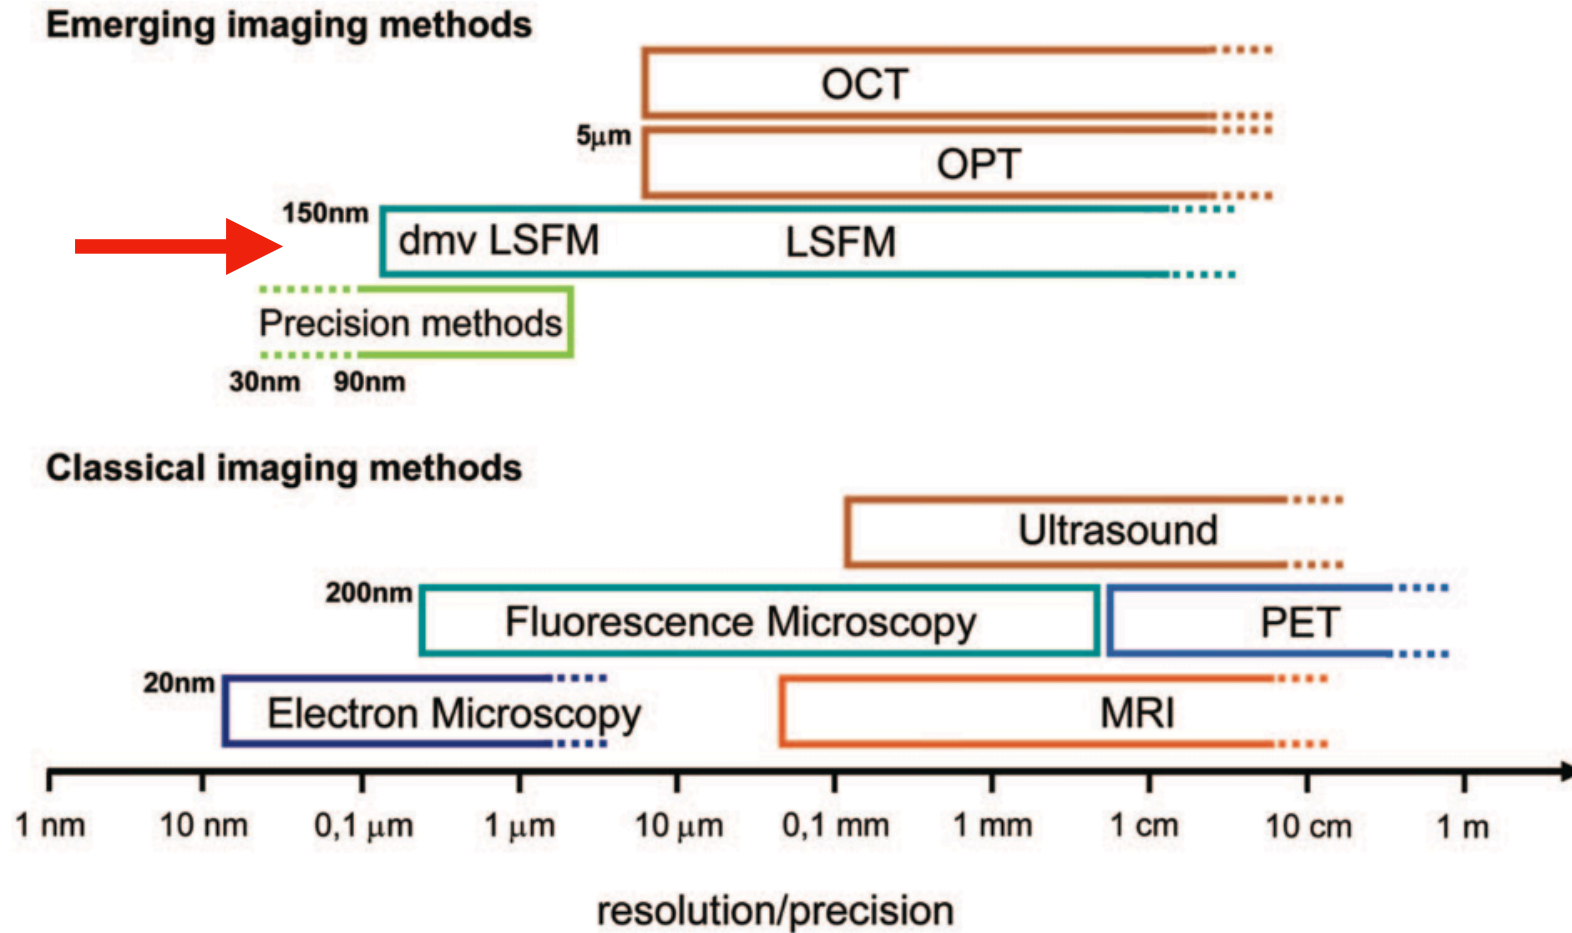 Emerging imaging methods
OCT
5μm
OPT
150nm
dmv LSFM LSFM
Precision methods
30nm 90nm
Classical imaging methods
Ultrasound
200nm
Fluorescence Microscopy PET
20nm
Electron Microscopy MRI
1 nm 10 nm 0,1 μm 1 μm 10 μm 0,1 mm 1 mm 1 cm 10 cm 1 m
resolution/precision